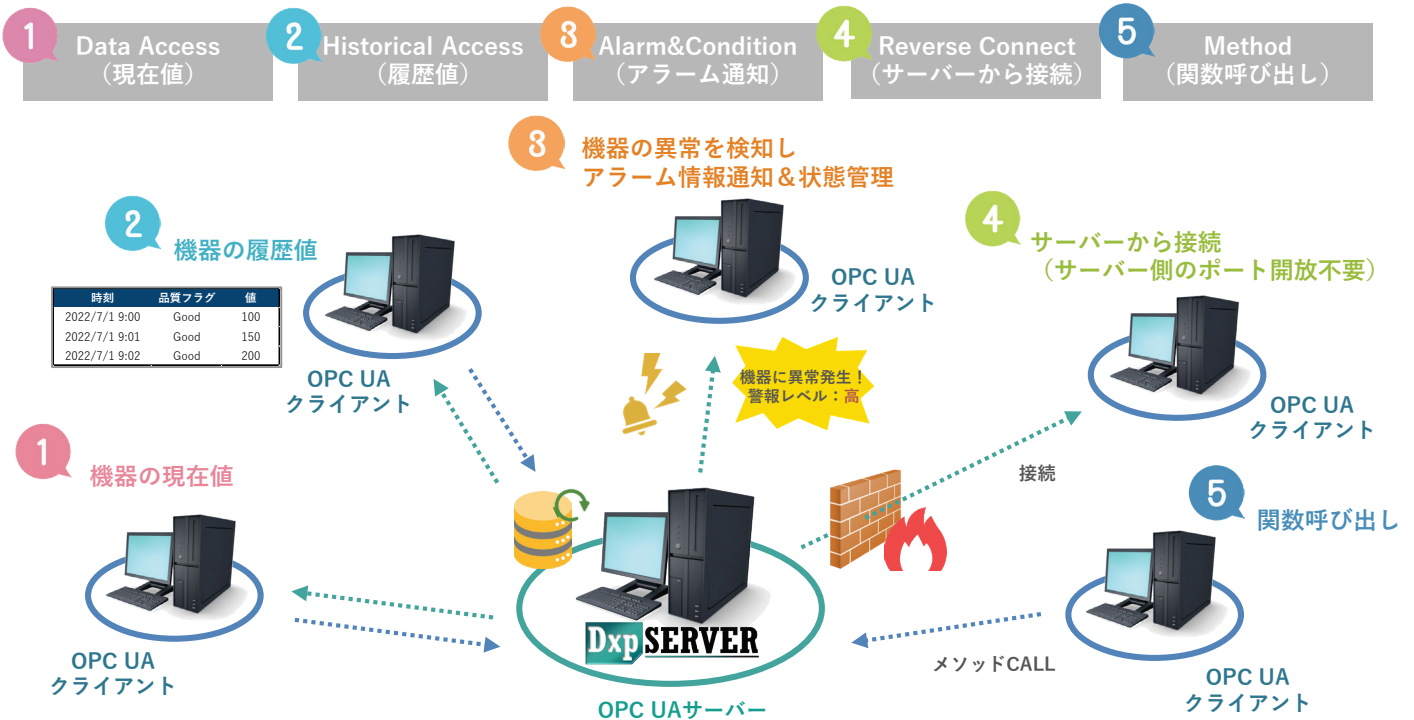 1 Data Access
（現在値）
2 Historical Access
（履歴値）
3 Alarm&Condition
（アラーム通知）
4 Reverse Connect
（サーバーから接続）
5 Method
（関数呼び出し）
3 機器の異常を検知し
アラーム情報通知＆状態管理
OPC UA
クライアント
2 機器の履歴値
時刻 品質フラグ 値
2022/7/1 9:00 Good 100
2022/7/1 9:01 Good 150
2022/7/1 9:02 Good 200
OPC UA
クライアント
4 サーバーから接続
（サーバー側のポート開放不要）
OPC UA
クライアント
機器に異常発生！
警報レベル：高
1 機器の現在値
OPC UA
クライアント
接続
5 関数呼び出し
メソッドCALL
OPC UA
クライアント
Dxp SERVER
OPC UAサーバー